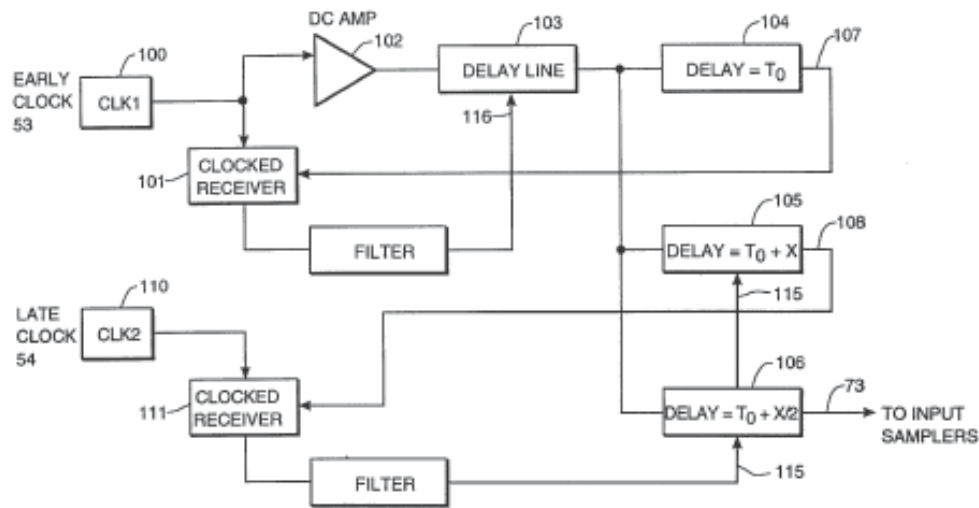 DC AMP
100
102
103
104
107
EARLY
CLOCK
53
CLK1
DELAY LINE
DELAY = T0
116
CLOCKED
RECEIVER
101
105
108
FILTER
DELAY = T0 + X
110
115
LATE
CLOCK
54
CLK2
106
73
CLOCKED
RECEIVER
111
DELAY = T0 + X/2
TO INPUT
SAMPLERS
FILTER
115